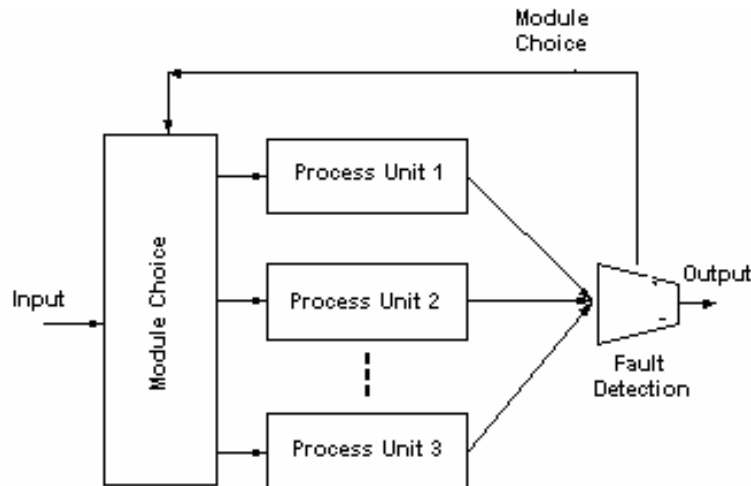 Module
Choice
Process Unit 1
Input
Module Choice
Process Unit 2
Output
Fault
Detection
Process Unit 3